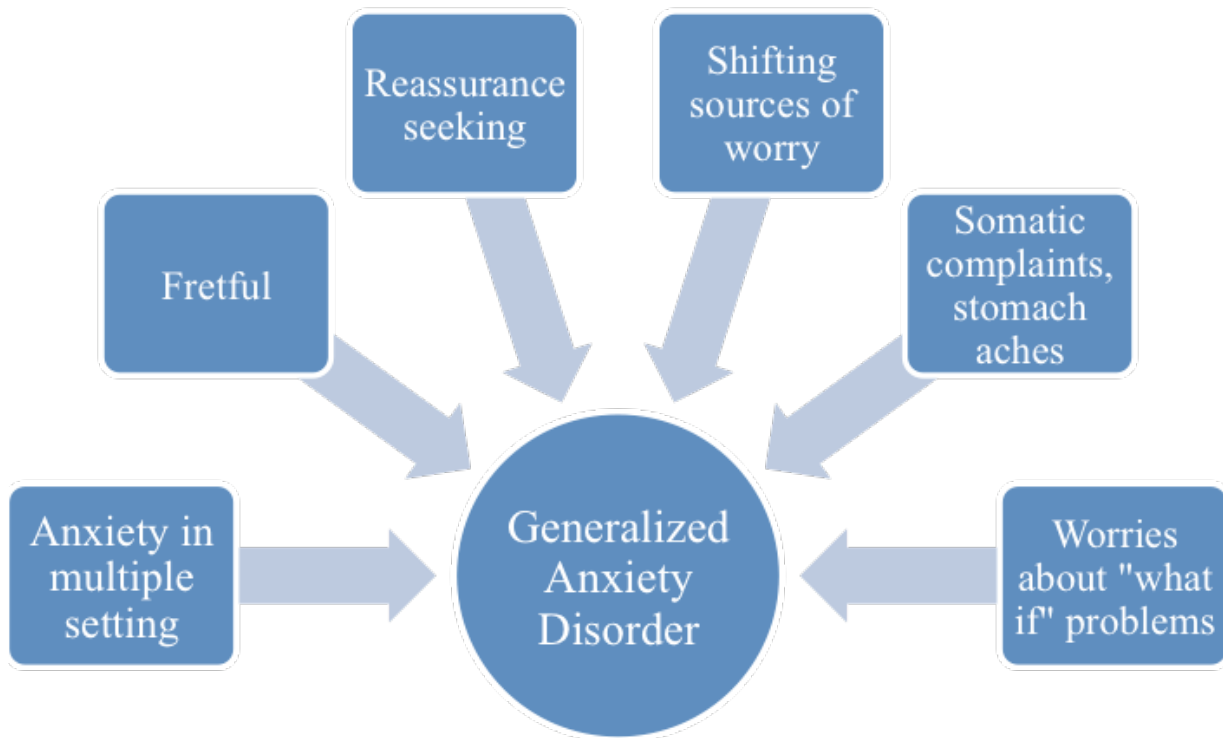 Reassurance
seeking
Shifting
sources of
worry
Fretful
Somatic
complaints,
stomach
aches
Anxiety in
multiple
setting
Generalized
Anxiety
Disorder
Worries
about "what
if" problems